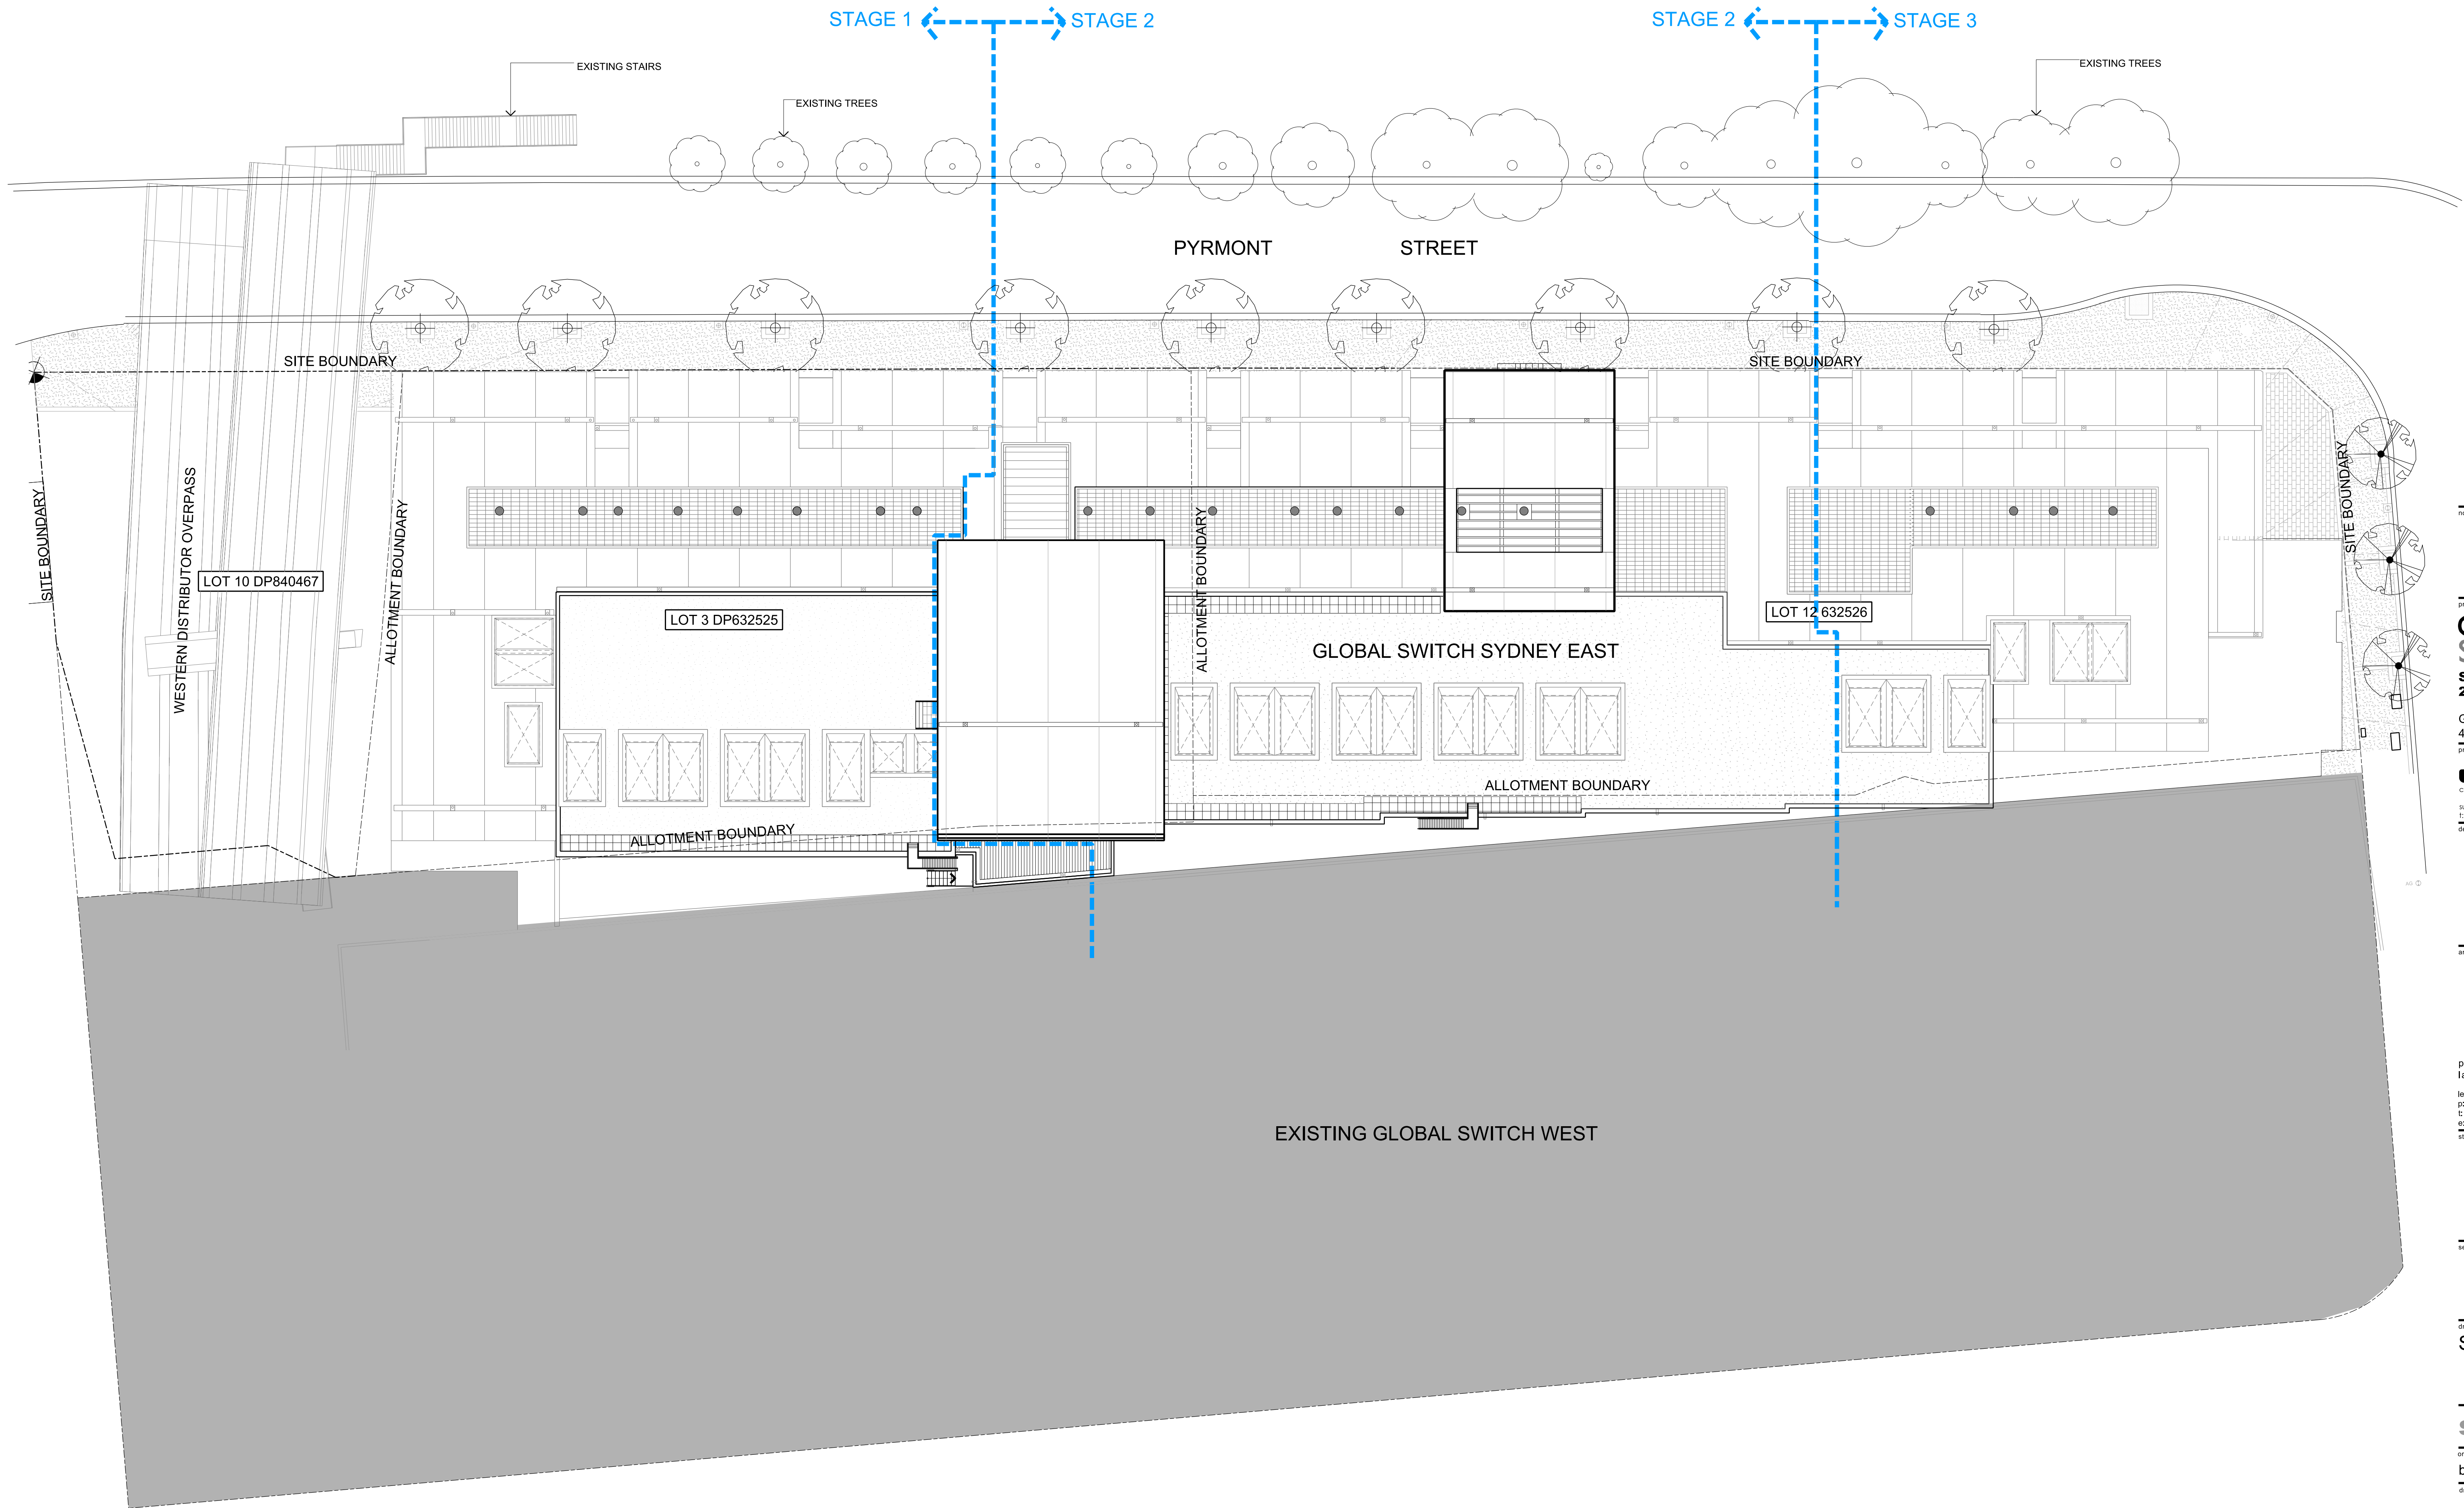 STAGE 1
STAGE 2
STAGE 2
STAGE 3
EXISTING STAIRS
EXISTING TREES
EXISTING TREES
PYRMONT STREET
SITE BOUNDARY
SITE BOUNDARY
SITE BOUNDARY
WESTERN DISTRIBUTOR OVERPASS
LOT 10 DP840467
ALLOTMENT BOUNDARY
LOT 3 DP632525
ALLOTMENT BOUNDARY
LOT 12 632526
SITE BOUNDARY
GLOBAL SWITCH SYDNEY EAST
ALLOTMENT BOUNDARY
ALLOTMENT BOUNDARY
EXISTING GLOBAL SWITCH WEST